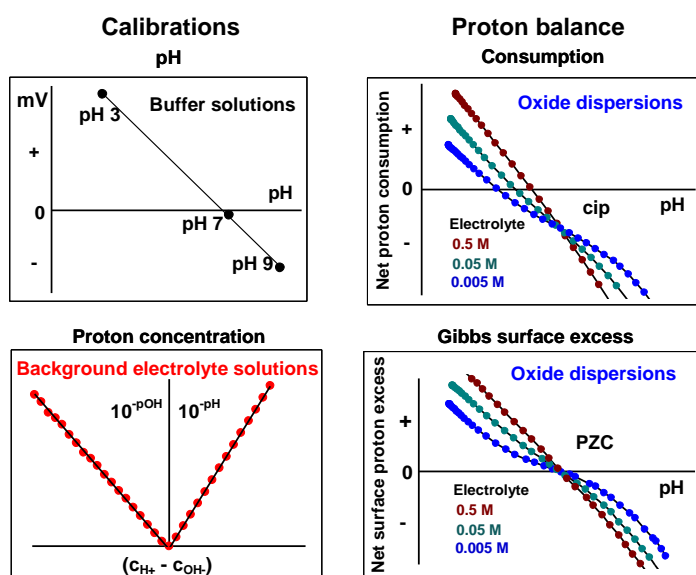 Calibrations
pH
mV
Buffer solutions
pH 3
+
pH
0
pH 7
-
pH 9
Proton balance
Consumption
Net proton consumption
Oxide dispersions
+
0
cip
pH
-
Electrolyte
0.5 M
0.05 M
0.005 M
Proton concentration
Background electrolyte solutions
10^-pOH 10^-pH
(c_H+ - c_OH-)
Gibbs surface excess
Net surface proton excess
Oxide dispersions
+
PZC
0
pH
-
Electrolyte
0.5 M
0.05 M
0.005 M